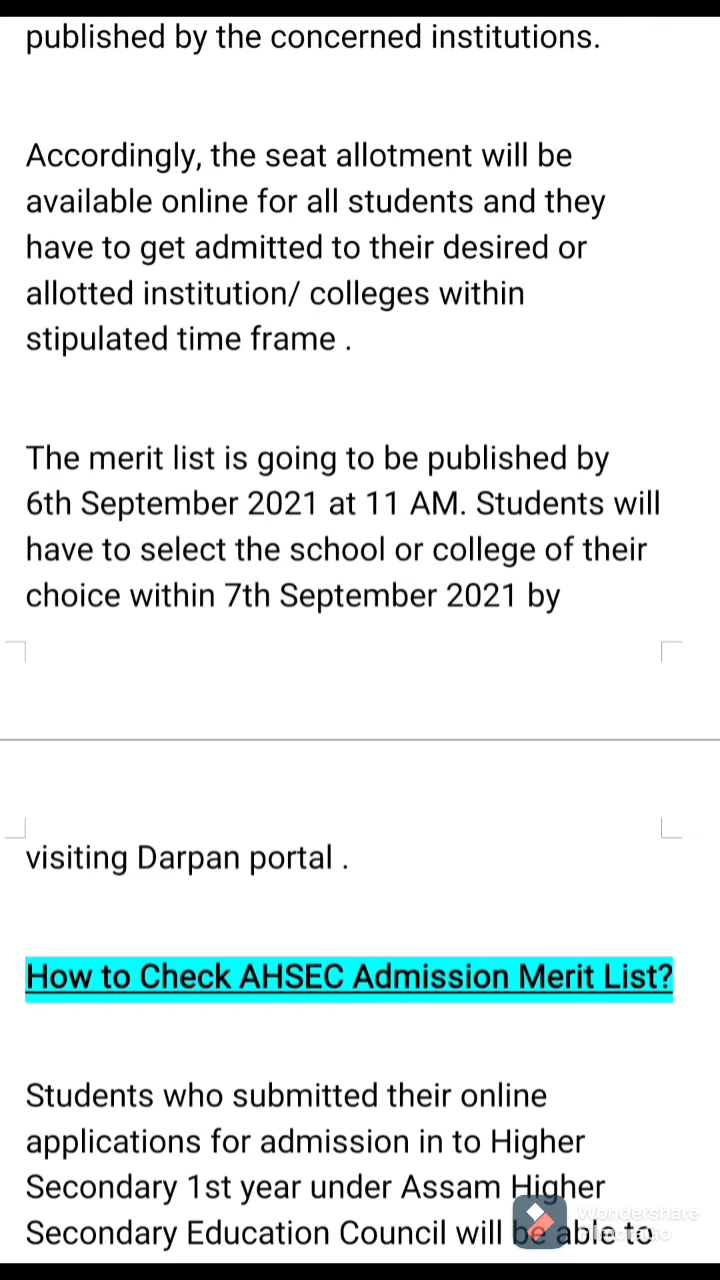 published by the concerned institutions.
Accordingly, the seat allotment will be
available online for all students and they
have to get admitted to their desired or
allotted institution/ colleges within
stipulated time frame .
The merit list is going to be published by
6th September 2021 at 11 AM. Students will
have to select the school or college of their
choice within 7th September 2021 by
visiting Darpan portal .
How to Check AHSEC Admission Merit List?
Students who submitted their online
applications for admission in to Higher
Secondary 1st year under Assam Higher
Secondary Education Council will be able to
Wondershare